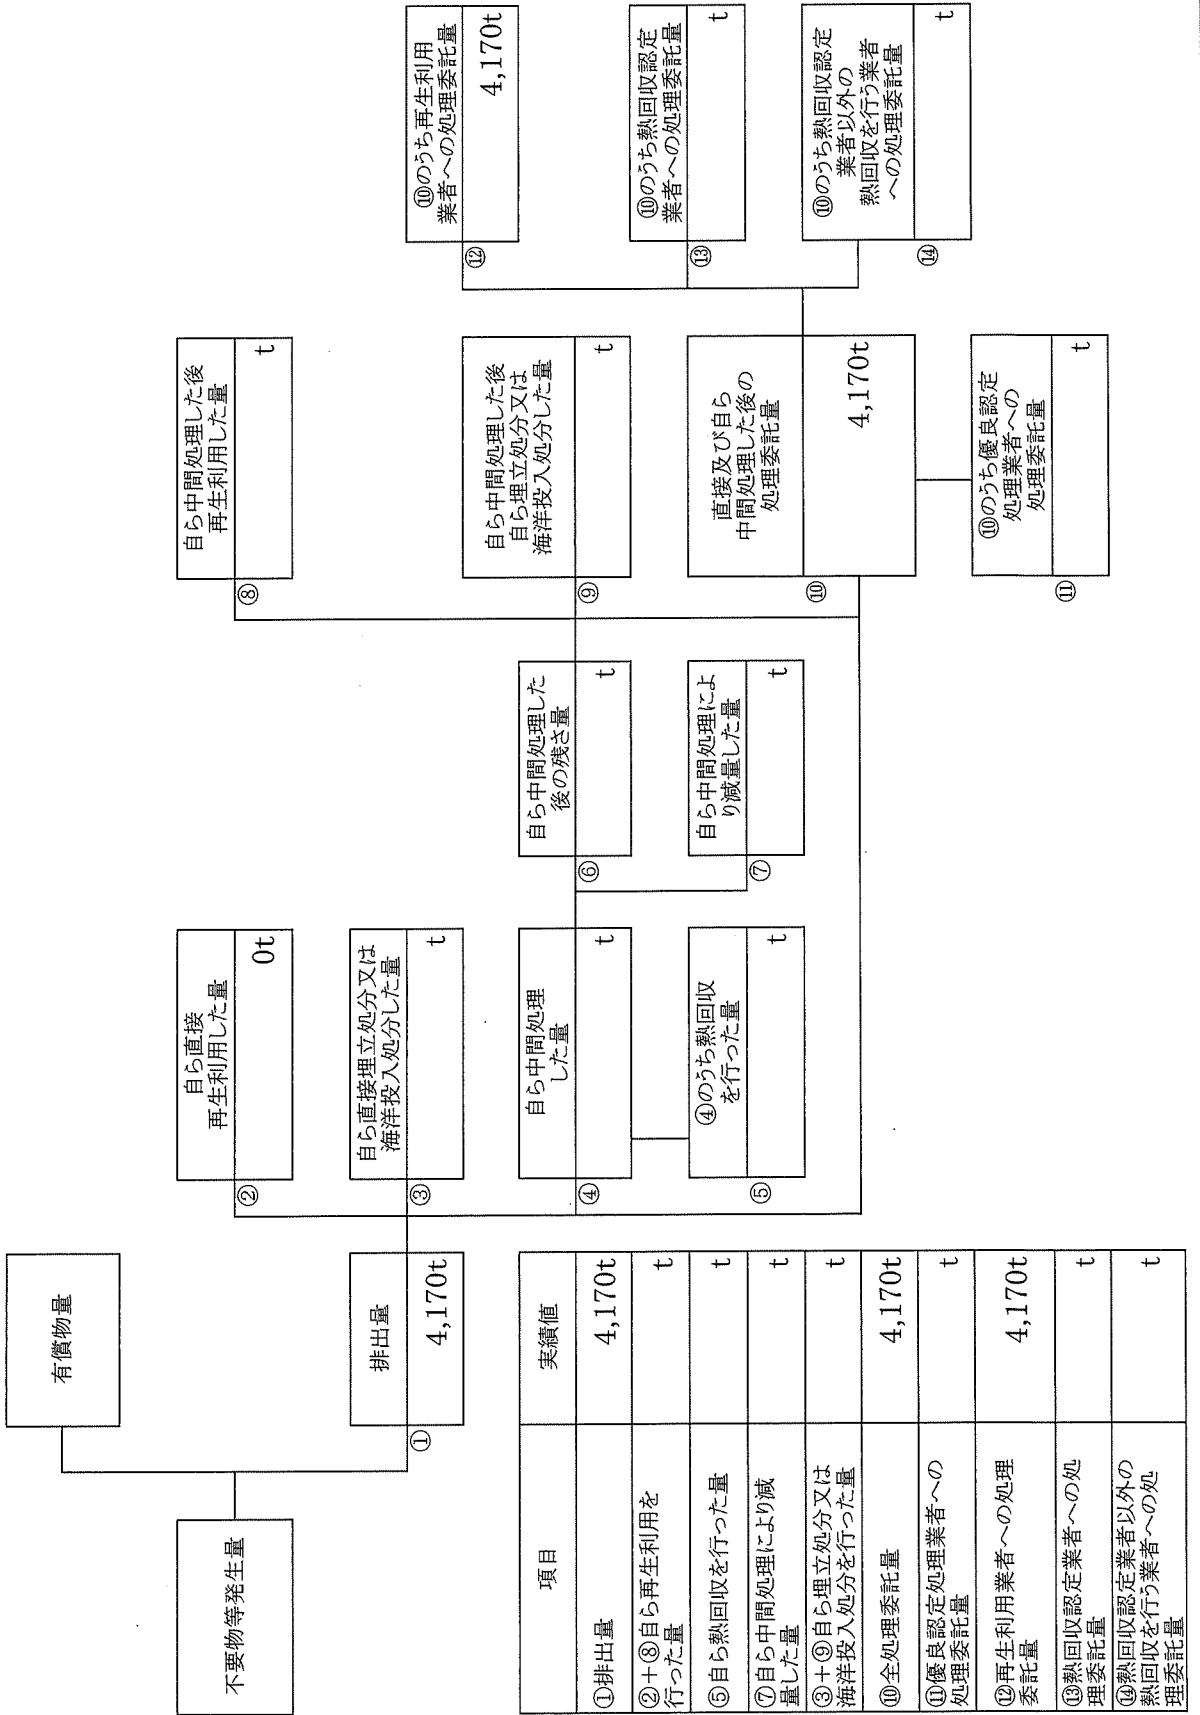 不要物等発生量
有償物量
排出量
①
4,170t
自ら直接
再生利用した量
②
0t
自ら直接埋立処分又は
海洋投入処分した量
③
t
自ら中間処理
した量
④
t
④のうち熱回収
を行った量
⑤
t
自ら中間処理した
後の残さ量
⑥
t
自ら中間処理によ
り減量した量
⑦
t
自ら中間処理した後
再生利用した量
⑧
t
自ら中間処理した後
自ら埋立処分又は
海洋投入処分した量
⑨
t
直接及び自ら
中間処理した後の
処理委託量
⑩
4,170t
⑩のうち優良認定
処理業者への
処理委託量
⑪
t
⑩のうち再生利用
業者への処理委託量
⑫
4,170t
⑩のうち熱回収認定
業者への処理委託量
⑬
t
⑩のうち熱回収認定
業者以外の
熱回収を行う業者
への処理委託量
⑭
t
項目 実績値
①排出量 4,170t
②+⑧自ら再生利用を
行った量 t
⑤自ら熱回収を行った量 t
⑦自ら中間処理により減
量した量 t
③+⑨自ら埋立処分又は
海洋投入処分を行った量 t
⑩全処理委託量 4,170t
⑪優良認定処理業者への
処理委託量 t
⑫再生利用業者への処理
委託量 4,170t
⑬熱回収認定業者への処
理委託量 t
⑭熱回収認定業者以外の
熱回収を行う業者への処
理委託量 t